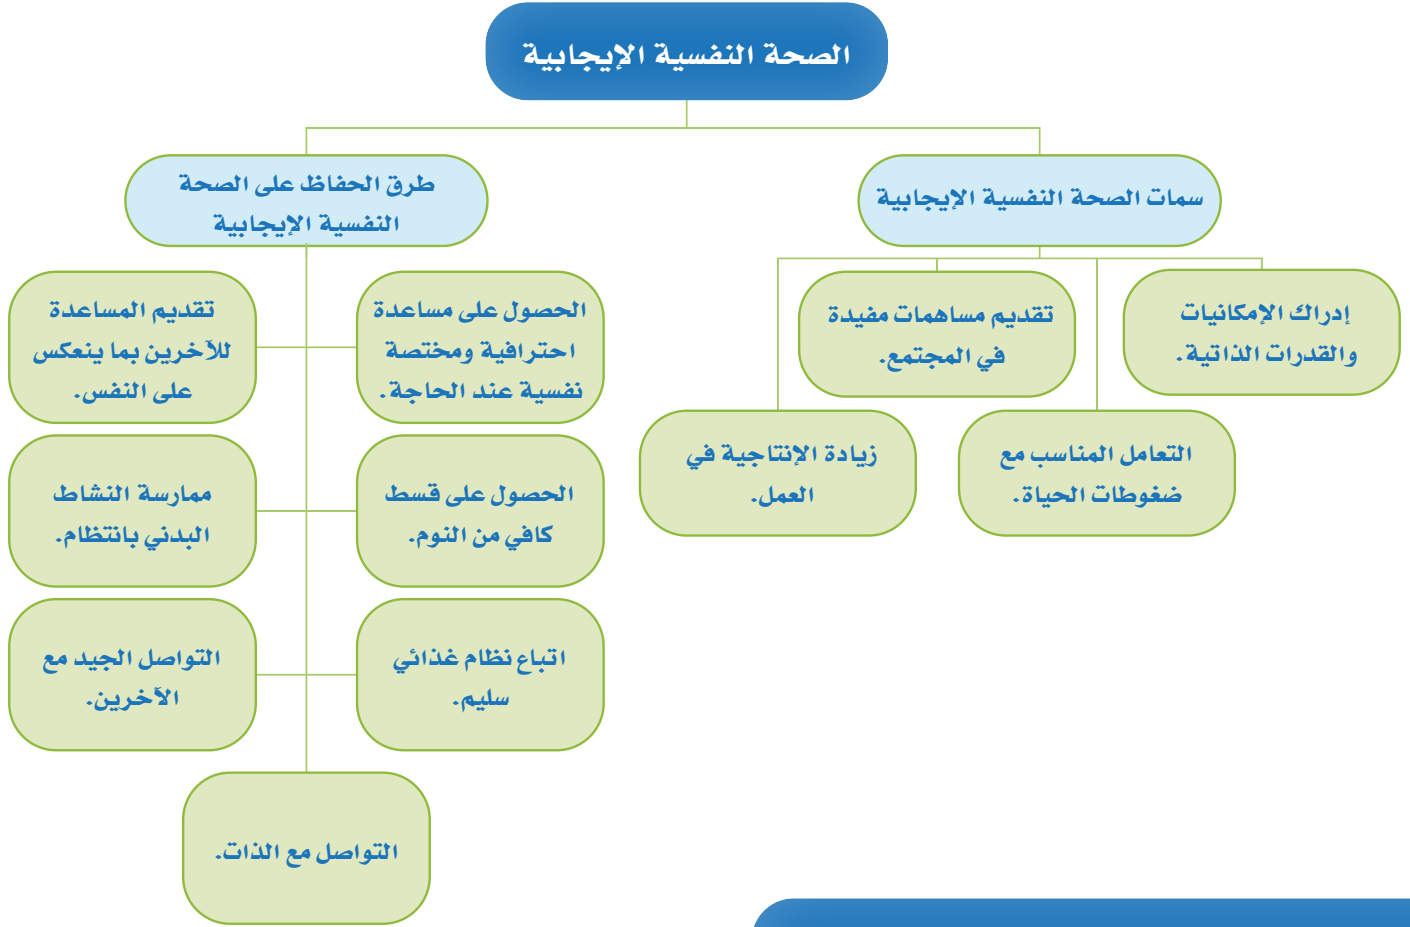 الصحة النفسية الإيجابية
سمات الصحة النفسية الإيجابية
إدراك الإمكانيات
والقدرات الذاتية.
تقديم مساهمات مفيدة
في المجتمع.
التعامل المناسب مع
ضغوطات الحياة.
زيادة الإنتاجية في
العمل.
طرق الحفاظ على الصحة
النفسية الإيجابية
الحصول على مساعدة
احترافية ومختصة
نفسية عند الحاجة.
تقديم المساعدة
للآخرين بما ينعكس
على النفس.
الحصول على قسط
كافي من النوم.
ممارسة النشاط
البدني بانتظام.
اتباع نظام غذائي
سليم.
التواصل الجيد مع
الآخرين.
التواصل مع الذات.